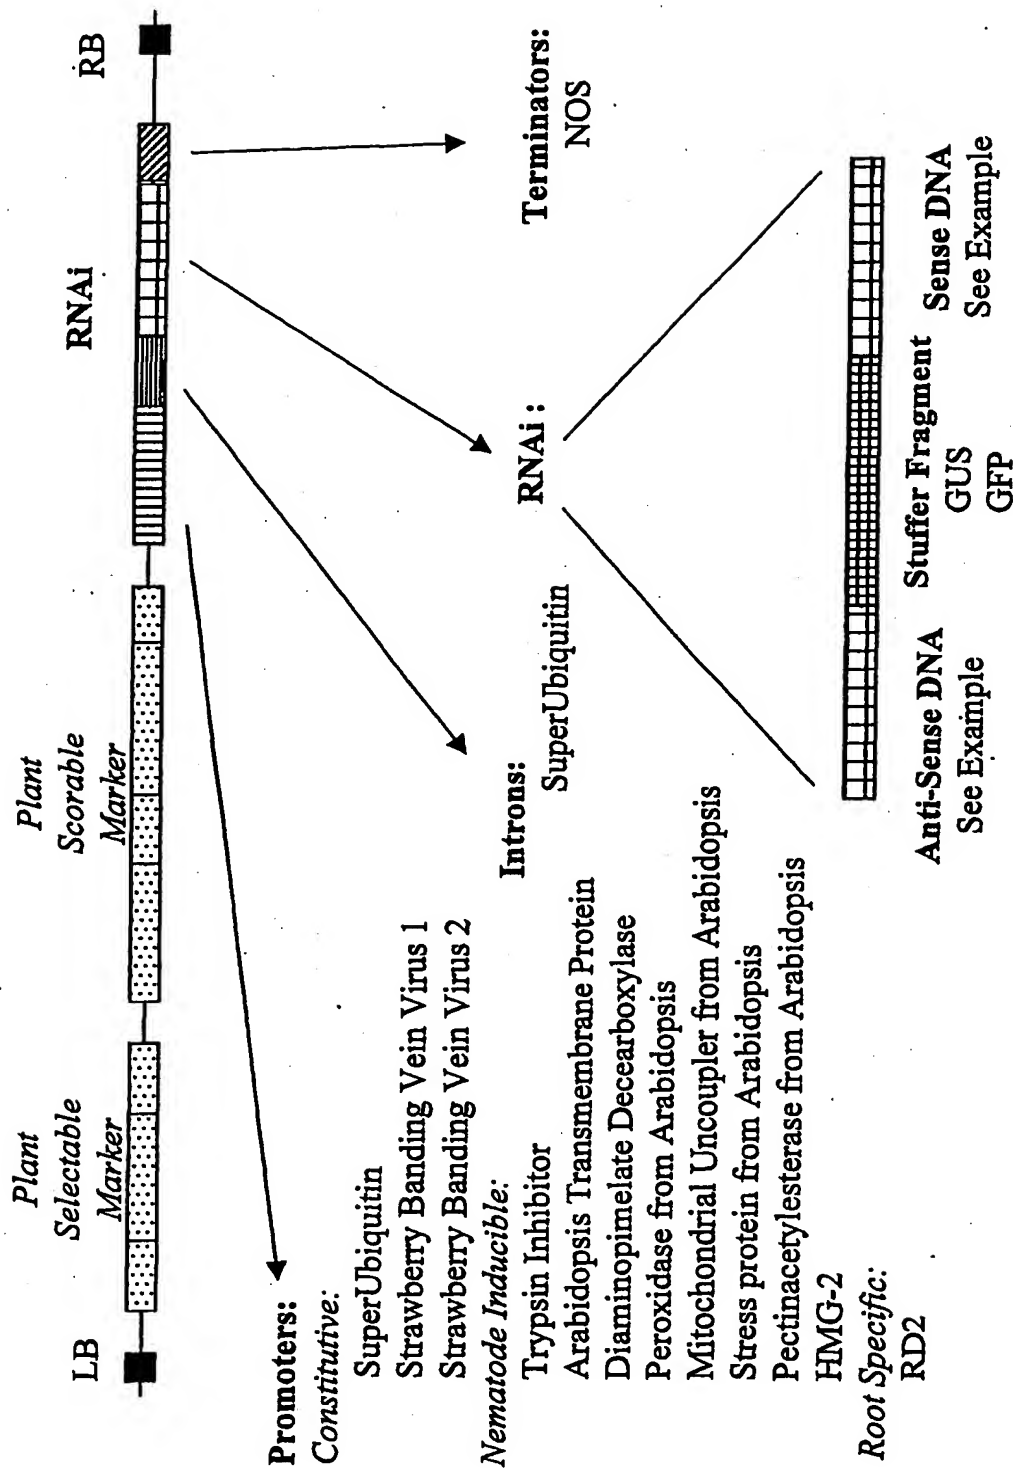 LB
Plant
Selectable
Marker
Plant
Scorable
Marker
RNAi
RB
Promoters:
Constitutive:
SuperUbiquitin
Strawberry Banding Vein Virus 1
Strawberry Banding Vein Virus 2
Nematode Inducible:
Trypsin Inhibitor
Arabidopsis Transmembrane Protein
Diaminopimelate Decearboxylase
Peroxidase from Arabidopsis
Mitochondrial Uncoupler from Arabidopsis
Stress protein from Arabidopsis
Pectinacetylesterase from Arabidopsis
HMG-2
Root Specific:
RD2
Introns:
SuperUbiquitin
RNAi :
Terminators:
NOS
Anti-Sense DNA
See Example
Stuffer Fragment
GUS
GFP
Sense DNA
See Example